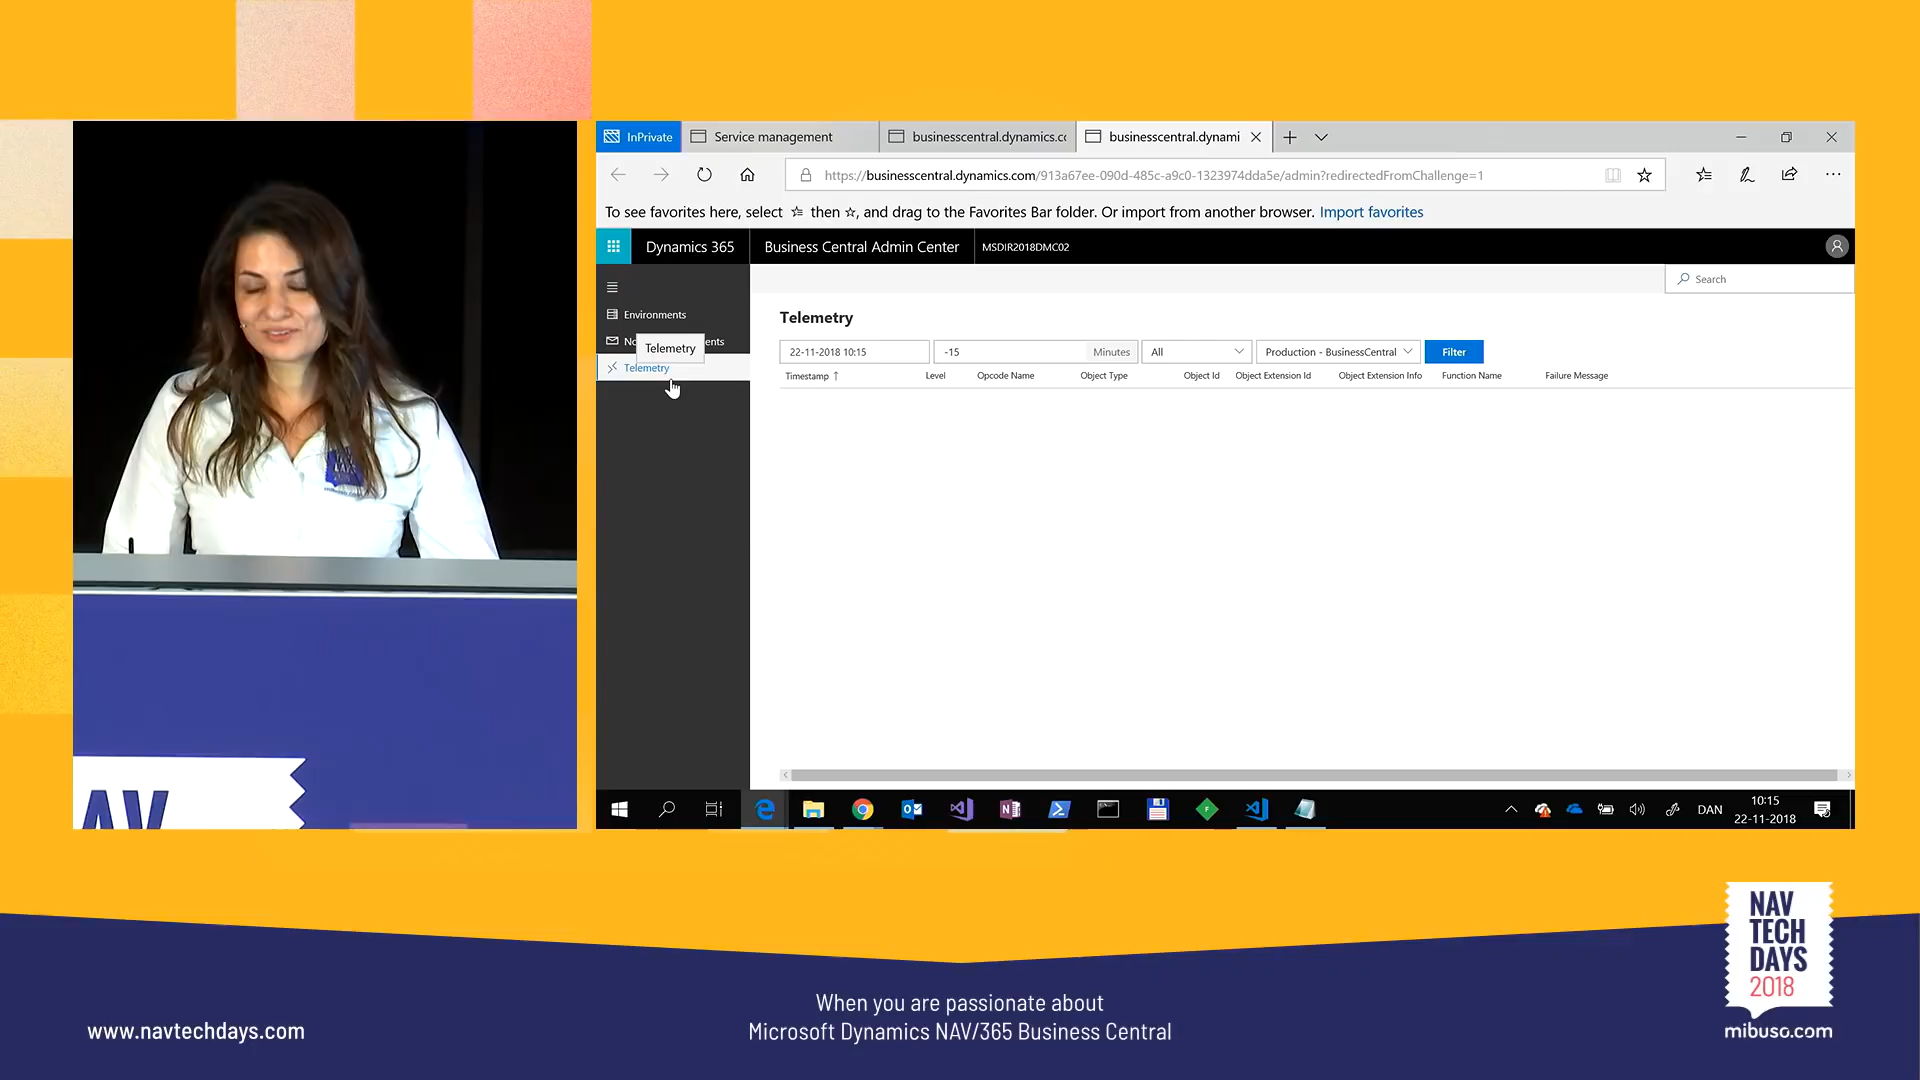 InPrivate
Service management
businesscentral.dynamics.cc
businesscentral.dynami
https://businesscentral.dynamics.com/913a67ee-090d-485c-a9c0-1323974dda5e/admin?redirectedFromChallenge=1
To see favorites here, select then , and drag to the Favorites Bar folder. Or import from another browser. Import favorites
Dynamics 365
Business Central Admin Center
MSDIR2018DMC02
Search
Environments
Telemetry
Telemetry
Telemetry
22-11-2018 10:15
-15
Minutes
All
Production - BusinessCentral
Filter
Timestamp ↑
Level
Opcode Name
Object Type
Object Id
Object Extension Id
Object Extension Info
Function Name
Failure Message
DAN
10:15
22-11-2018
AV
NAV
TECH
DAYS
2018
mibuso.com
www.navtechdays.com
When you are passionate about
Microsoft Dynamics NAV/365 Business Central